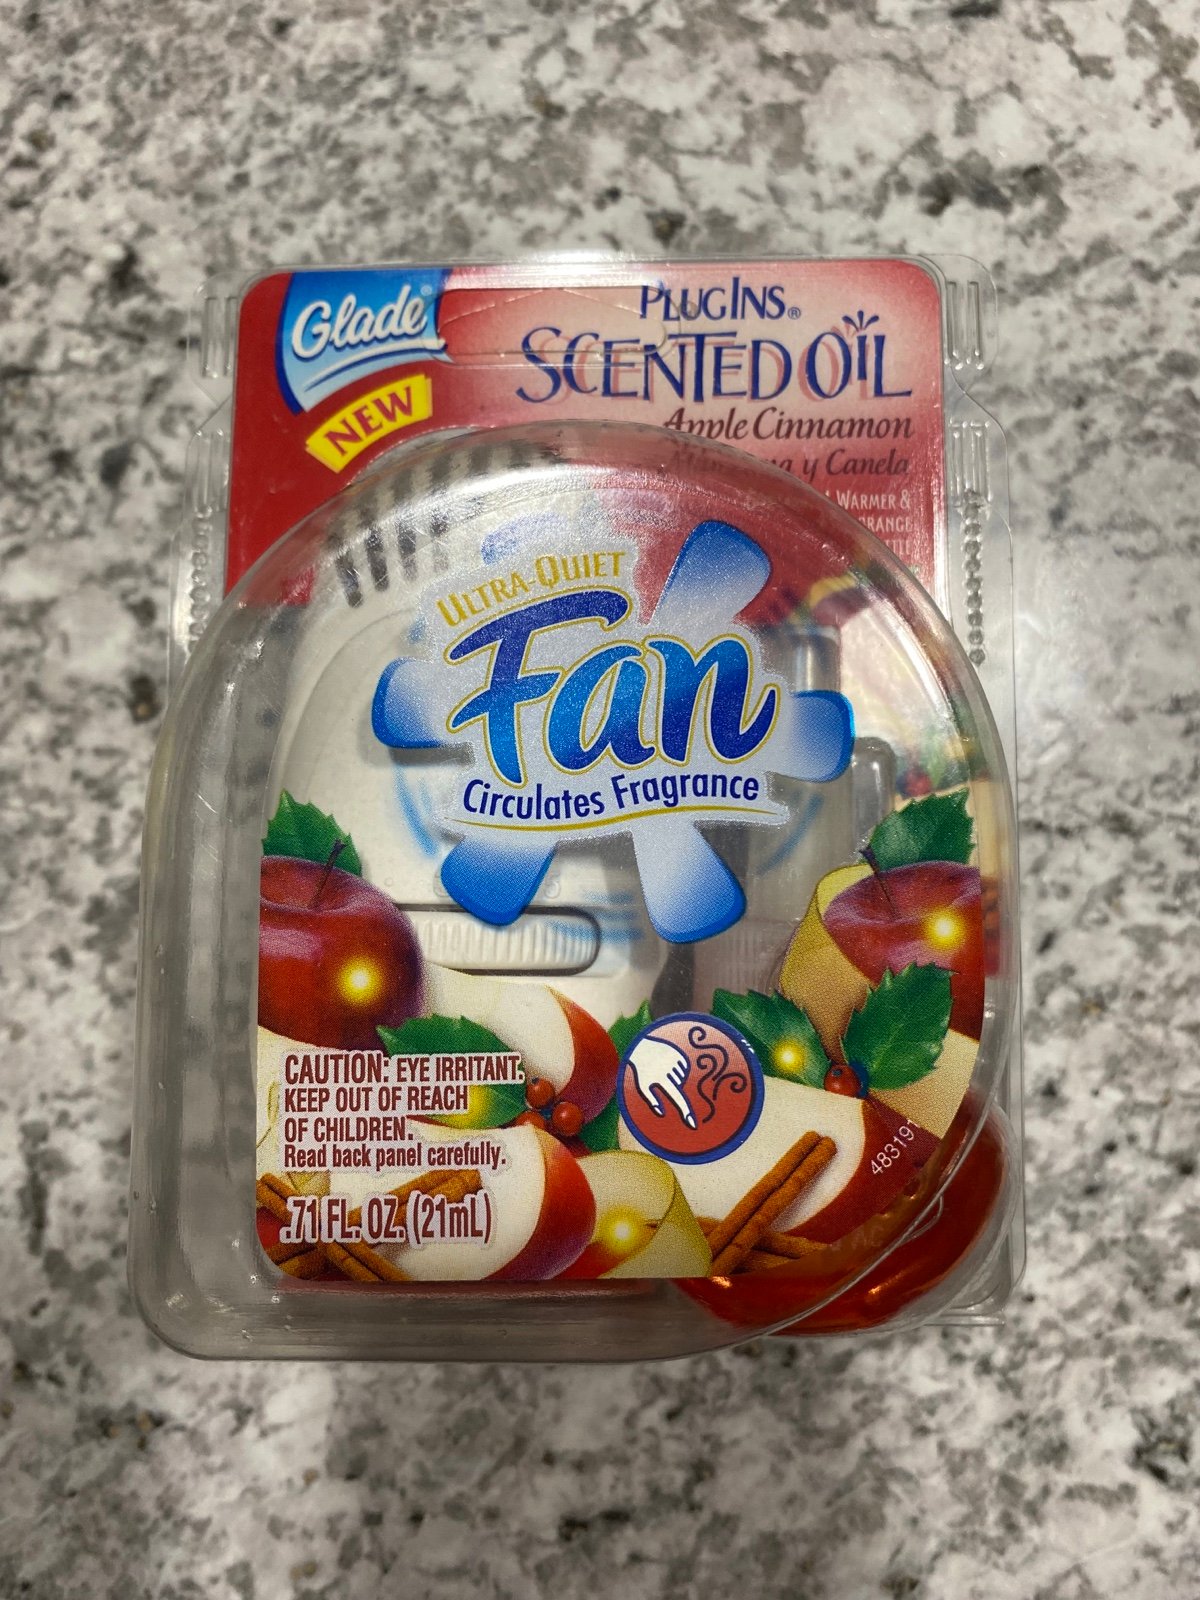 Glade®
NEW
PLUGINS®
SCENTED OIL
Apple Cinnamon
y Canela
WARMER &
ULTRA-QUIET
Fan
Circulates Fragrance
CAUTION: EYE IRRITANT.
KEEP OUT OF REACH
OF CHILDREN.
Read back panel carefully.
.71 FL. OZ. (21mL)
483191